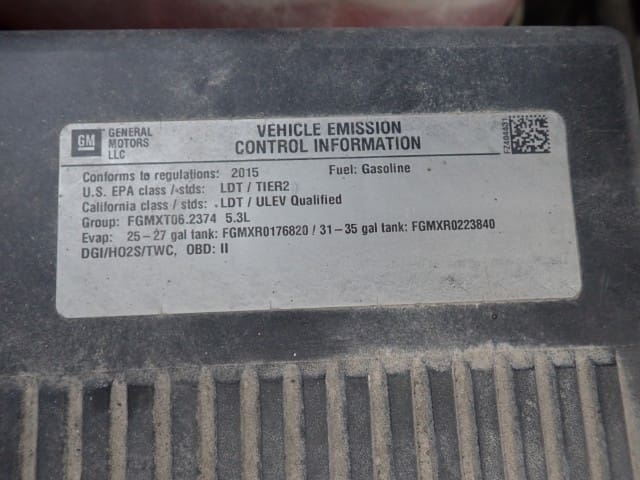 GM GENERAL MOTORS LLC
VEHICLE EMISSION
CONTROL INFORMATION
Conforms to regulations: 2015 Fuel: Gasoline
U.S. EPA class / stds: LDT / TIER2
California class / stds: LDT / ULEV Qualified
Group: FGMXT06.2374 5.3L
Evap: 25-27 gal tank: FGMXR0176820 / 31-35 gal tank: FGMXR0223840
DGI/HO2S/TWC, OBD: II